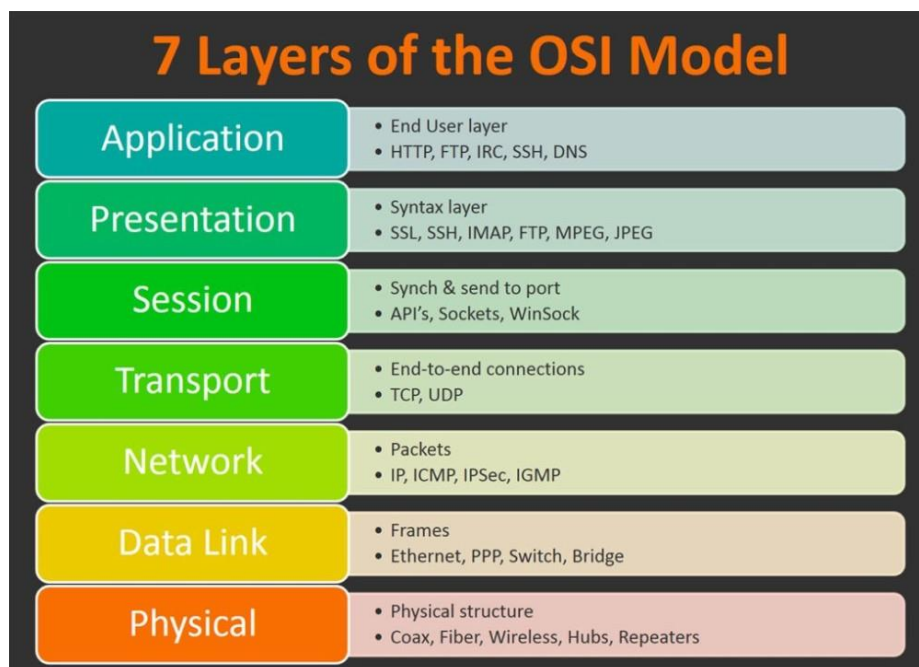 7 Layers of the OSI Model
Application
• End User layer
• HTTP, FTP, IRC, SSH, DNS
Presentation
• Syntax layer
• SSL, SSH, IMAP, FTP, MPEG, JPEG
Session
• Synch & send to port
• API's, Sockets, WinSock
Transport
• End-to-end connections
• TCP, UDP
Network
• Packets
• IP, ICMP, IPSec, IGMP
Data Link
• Frames
• Ethernet, PPP, Switch, Bridge
Physical
• Physical structure
• Coax, Fiber, Wireless, Hubs, Repeaters